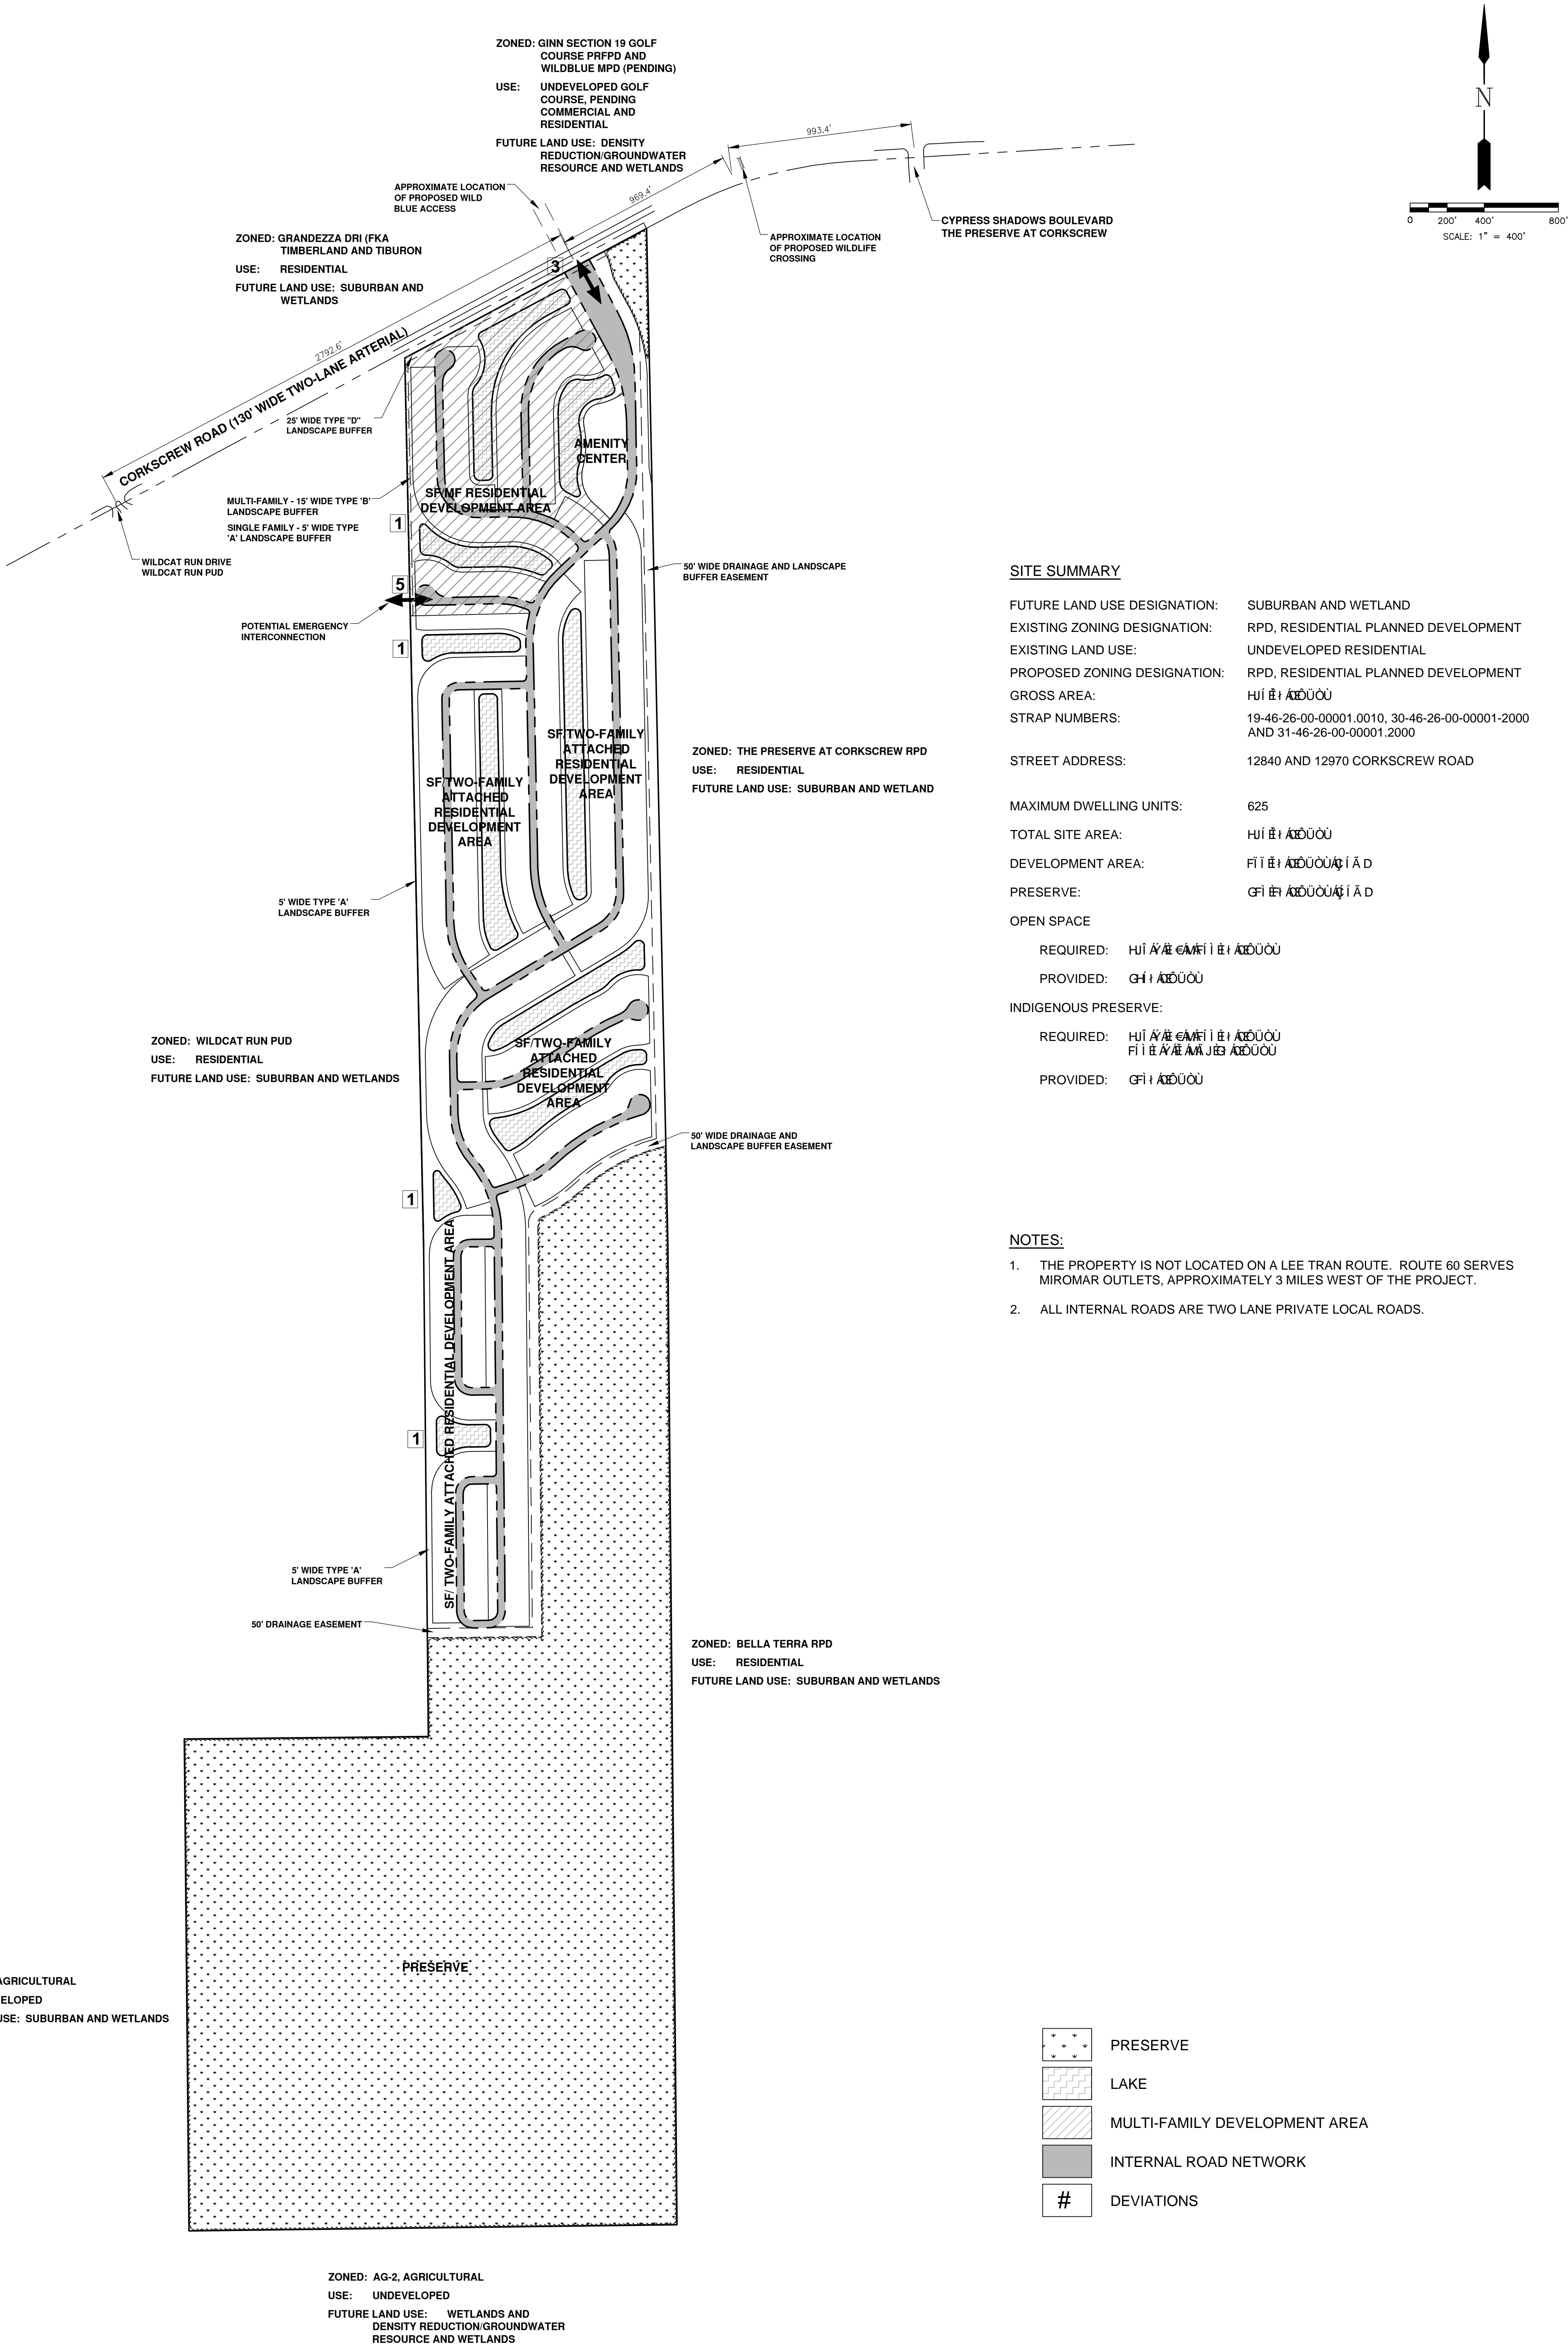 ZONED: GINN SECTION 19 GOLF
COURSE PRFPD AND
WILDBLUE MPD (PENDING)
USE: UNDEVELOPED GOLF
COURSE, PENDING
COMMERCIAL AND
RESIDENTIAL
FUTURE LAND USE: DENSITY
REDUCTION/GROUNDWATER
RESOURCE AND WETLANDS
N
0 200' 400' 800'
SCALE: 1" = 400'
993.4'
969.4'
APPROXIMATE LOCATION
OF PROPOSED WILD
BLUE ACCESS
CYPRESS SHADOWS BOULEVARD
THE PRESERVE AT CORKSCREW
APPROXIMATE LOCATION
OF PROPOSED WILDLIFE
CROSSING
ZONED: GRANDEZZA DRI (FKA
TIMBERLAND AND TIBURON
USE: RESIDENTIAL
FUTURE LAND USE: SUBURBAN AND
WETLANDS
3
2792.6'
CORKSCREW ROAD (130' WIDE TWO-LANE ARTERIAL)
25' WIDE TYPE "D"
LANDSCAPE BUFFER
AMENITY
CENTER
MULTI-FAMILY - 15' WIDE TYPE 'B'
LANDSCAPE BUFFER
SINGLE FAMILY - 5' WIDE TYPE
'A' LANDSCAPE BUFFER
SF/MF RESIDENTIAL
DEVELOPMENT AREA
1
WILDCAT RUN DRIVE
WILDCAT RUN PUD
5
POTENTIAL EMERGENCY
INTERCONNECTION
1
50' WIDE DRAINAGE AND LANDSCAPE
BUFFER EASEMENT
SF/TWO-FAMILY
ATTACHED
RESIDENTIAL
DEVELOPMENT
AREA
SF/TWO-FAMILY
ATTACHED
RESIDENTIAL
DEVELOPMENT
AREA
ZONED: THE PRESERVE AT CORKSCREW RPD
USE: RESIDENTIAL
FUTURE LAND USE: SUBURBAN AND WETLAND
5' WIDE TYPE 'A'
LANDSCAPE BUFFER
ZONED: WILDCAT RUN PUD
USE: RESIDENTIAL
FUTURE LAND USE: SUBURBAN AND WETLANDS
SF/TWO-FAMILY
ATTACHED
RESIDENTIAL
DEVELOPMENT
AREA
50' WIDE DRAINAGE AND
LANDSCAPE BUFFER EASEMENT
1
SF/ TWO-FAMILY ATTACHED RESIDENTIAL DEVELOPMENT AREA
1
5' WIDE TYPE 'A'
LANDSCAPE BUFFER
50' DRAINAGE EASEMENT
ZONED: BELLA TERRA RPD
USE: RESIDENTIAL
FUTURE LAND USE: SUBURBAN AND WETLANDS
PRESERVE
AGRICULTURAL
ELOPED
USE: SUBURBAN AND WETLANDS
ZONED: AG-2, AGRICULTURAL
USE: UNDEVELOPED
FUTURE LAND USE: WETLANDS AND
DENSITY REDUCTION/GROUNDWATER
RESOURCE AND WETLANDS
SITE SUMMARY
FUTURE LAND USE DESIGNATION: SUBURBAN AND WETLAND
EXISTING ZONING DESIGNATION: RPD, RESIDENTIAL PLANNED DEVELOPMENT
EXISTING LAND USE: UNDEVELOPED RESIDENTIAL
PROPOSED ZONING DESIGNATION: RPD, RESIDENTIAL PLANNED DEVELOPMENT
GROSS AREA:
STRAP NUMBERS: 19-46-26-00-00001.0010, 30-46-26-00-00001-2000
AND 31-46-26-00-00001.2000
STREET ADDRESS: 12840 AND 12970 CORKSCREW ROAD
MAXIMUM DWELLING UNITS: 625
TOTAL SITE AREA:
DEVELOPMENT AREA:
PRESERVE:
OPEN SPACE
REQUIRED:
PROVIDED:
INDIGENOUS PRESERVE:
REQUIRED:
PROVIDED:
NOTES:
1. THE PROPERTY IS NOT LOCATED ON A LEE TRAN ROUTE. ROUTE 60 SERVES
MIROMAR OUTLETS, APPROXIMATELY 3 MILES WEST OF THE PROJECT.
2. ALL INTERNAL ROADS ARE TWO LANE PRIVATE LOCAL ROADS.
PRESERVE
LAKE
MULTI-FAMILY DEVELOPMENT AREA
INTERNAL ROAD NETWORK
# DEVIATIONS